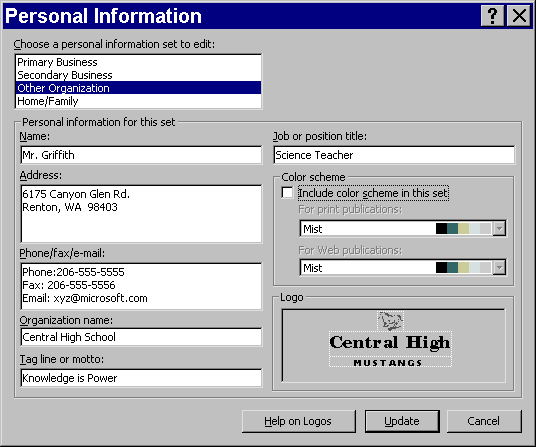 Personal Information
Choose a personal information set to edit:
Primary Business
Secondary Business
Other Organization
Home/Family
Personal information for this set
Name:
Mr. Griffith
Job or position title:
Science Teacher
Address:
6175 Canyon Glen Rd.
Renton, WA  98403
Color scheme
Include color scheme in this set
For print publications:
Mist
For Web publications:
Mist
Phone/fax/e-mail:
Phone:206-555-5555
Fax: 206-555-5556
Email: xyz@microsoft.com
Organization name:
Central High School
Tag line or motto:
Knowledge is Power
Logo
Central High
MUSTANGS
Help on Logos
Update
Cancel